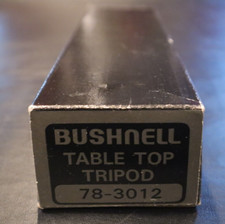 BUSHNELL
TABLE TOP
TRIPOD
78-3012